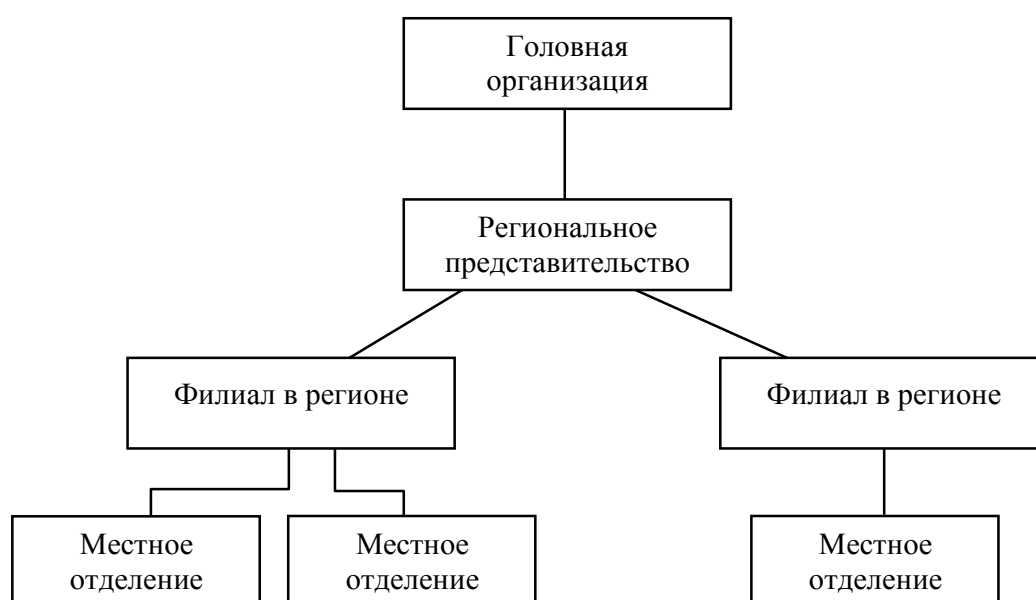 Головная
организация
Региональное
представительство
Филиал в регионе
Филиал в регионе
Местное
отделение
Местное
отделение
Местное
отделение